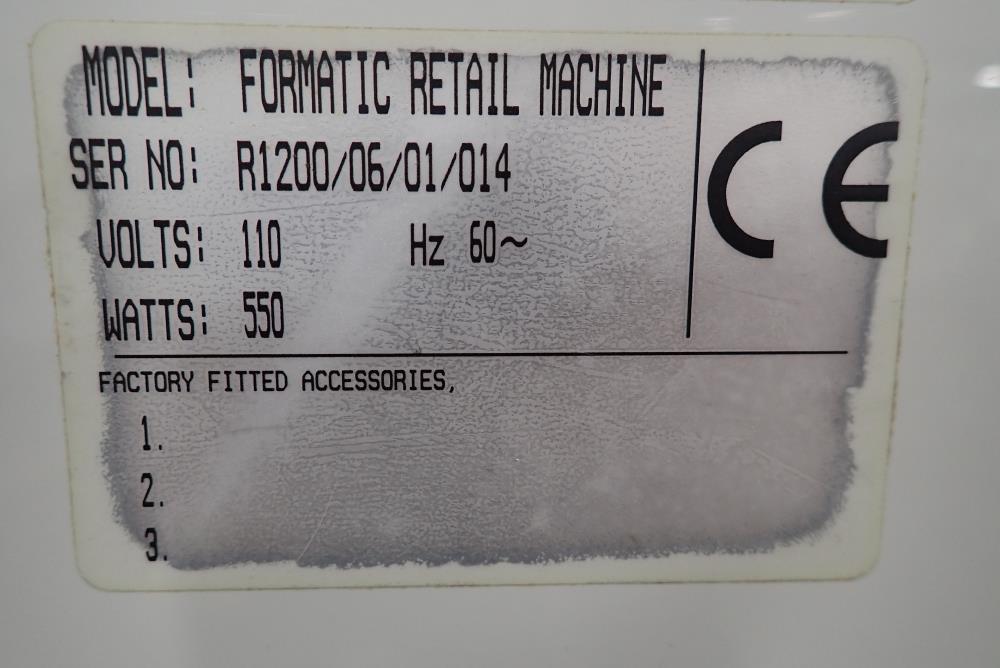 MODEL: FORMATIC RETAIL MACHINE
SER NO: R1200/06/01/014
VOLTS: 110 Hz 60~
WATTS: 550
CE
FACTORY FITTED ACCESSORIES,
1.
2.
3.